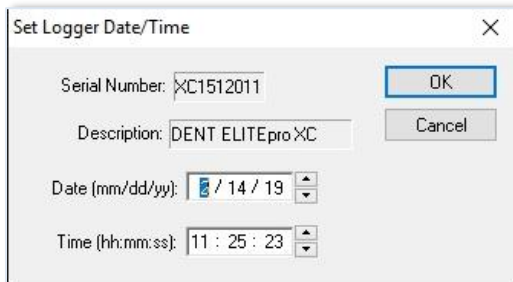 Set Logger Date/Time
Serial Number: XC1512011 OK
Description: DENT ELITEpro XC Cancel
Date (mm/dd/yy): 2 / 14 / 19
Time (hh:mm:ss): 11 : 25 : 23